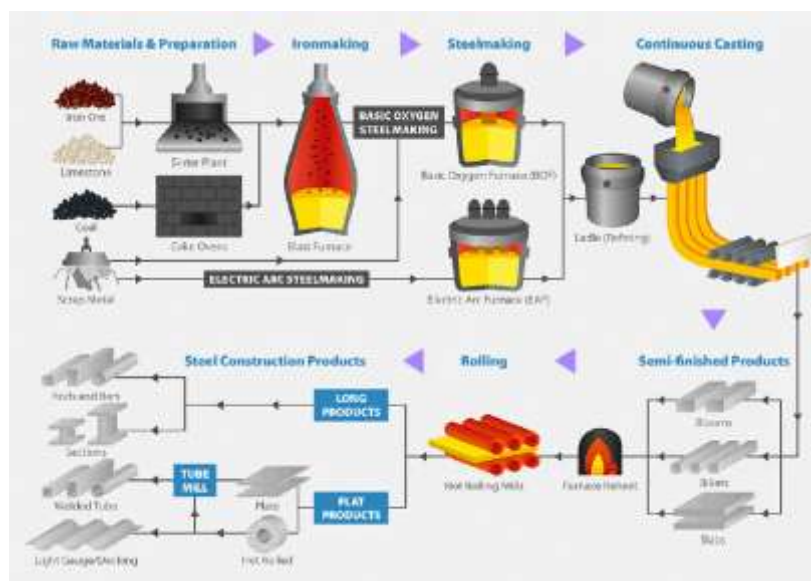 Raw Materials & Preparation
Ironmaking
Steelmaking
Continuous Casting
Iron Ore
Limestone
Coal
Scrap Metal
Sinter Plant
Coke Ovens
Blast Furnace
BASIC OXYGEN
STEELMAKING
ELECTRIC ARC STEELMAKING
Basic Oxygen Furnace (BOF)
Electric Arc Furnace (EAF)
Ladle (Refining)
Steel Construction Products
Rolling
Semi-finished Products
Rods and Bars
Sections
Welded Tube
Light Gauge/Decking
LONG
PRODUCTS
TUBE
MILL
Plate
FLAT
PRODUCTS
Hot Rolled
Hot Rolling Mills
Furnace Reheat
Blooms
Billets
Slabs